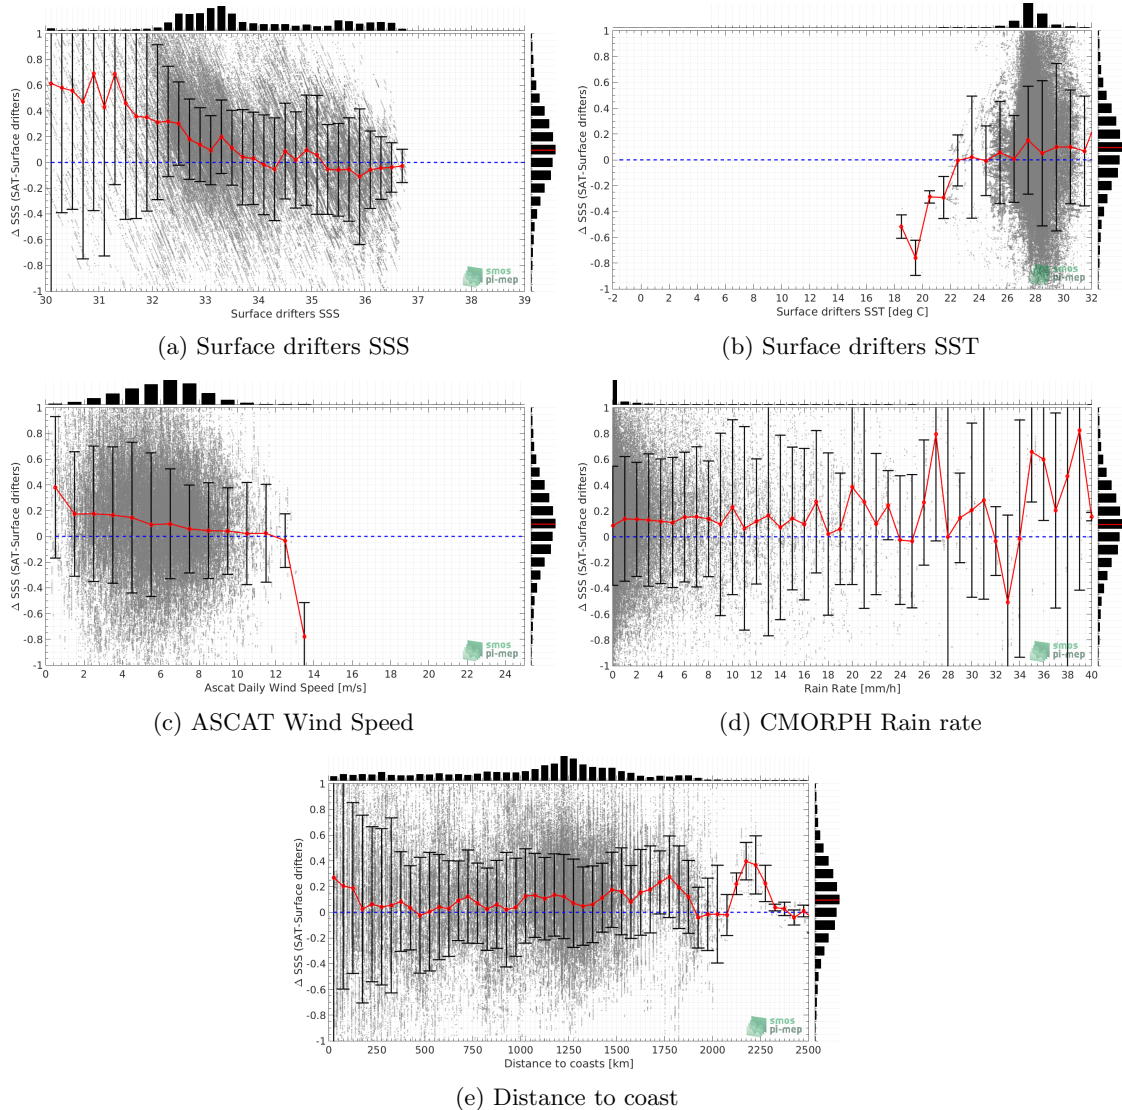 1
0.8
0.6
0.4
0.2
0
-0.2
-0.4
-0.6
-0.8
-1
Δ SSS (SAT-Surface drifters)
30 31 32 33 34 35 36 37 38 39
Surface drifters SSS
smos
pi-mep
(a) Surface drifters SSS
1
0.8
0.6
0.4
0.2
0
-0.2
-0.4
-0.6
-0.8
-1
Δ SSS (SAT-Surface drifters)
-2 0 2 4 6 8 10 12 14 16 18 20 22 24 26 28 30 32
Surface drifters SST [deg C]
smos
pi-mep
(b) Surface drifters SST
1
0.8
0.6
0.4
0.2
0
-0.2
-0.4
-0.6
-0.8
-1
Δ SSS (SAT-Surface drifters)
0 2 4 6 8 10 12 14 16 18 20 22 24
Ascat Daily Wind Speed [m/s]
smos
pi-mep
(c) ASCAT Wind Speed
1
0.8
0.6
0.4
0.2
0
-0.2
-0.4
-0.6
-0.8
-1
Δ SSS (SAT-Surface drifters)
0 2 4 6 8 10 12 14 16 18 20 22 24 26 28 30 32 34 36 38 40
Rain Rate [mm/h]
smos
pi-mep
(d) CMORPH Rain rate
1
0.8
0.6
0.4
0.2
0
-0.2
-0.4
-0.6
-0.8
-1
Δ SSS (SAT-Surface drifters)
0 250 500 750 1000 1250 1500 1750 2000 2250 2500
Distance to coasts [km]
smos
pi-mep
(e) Distance to coast